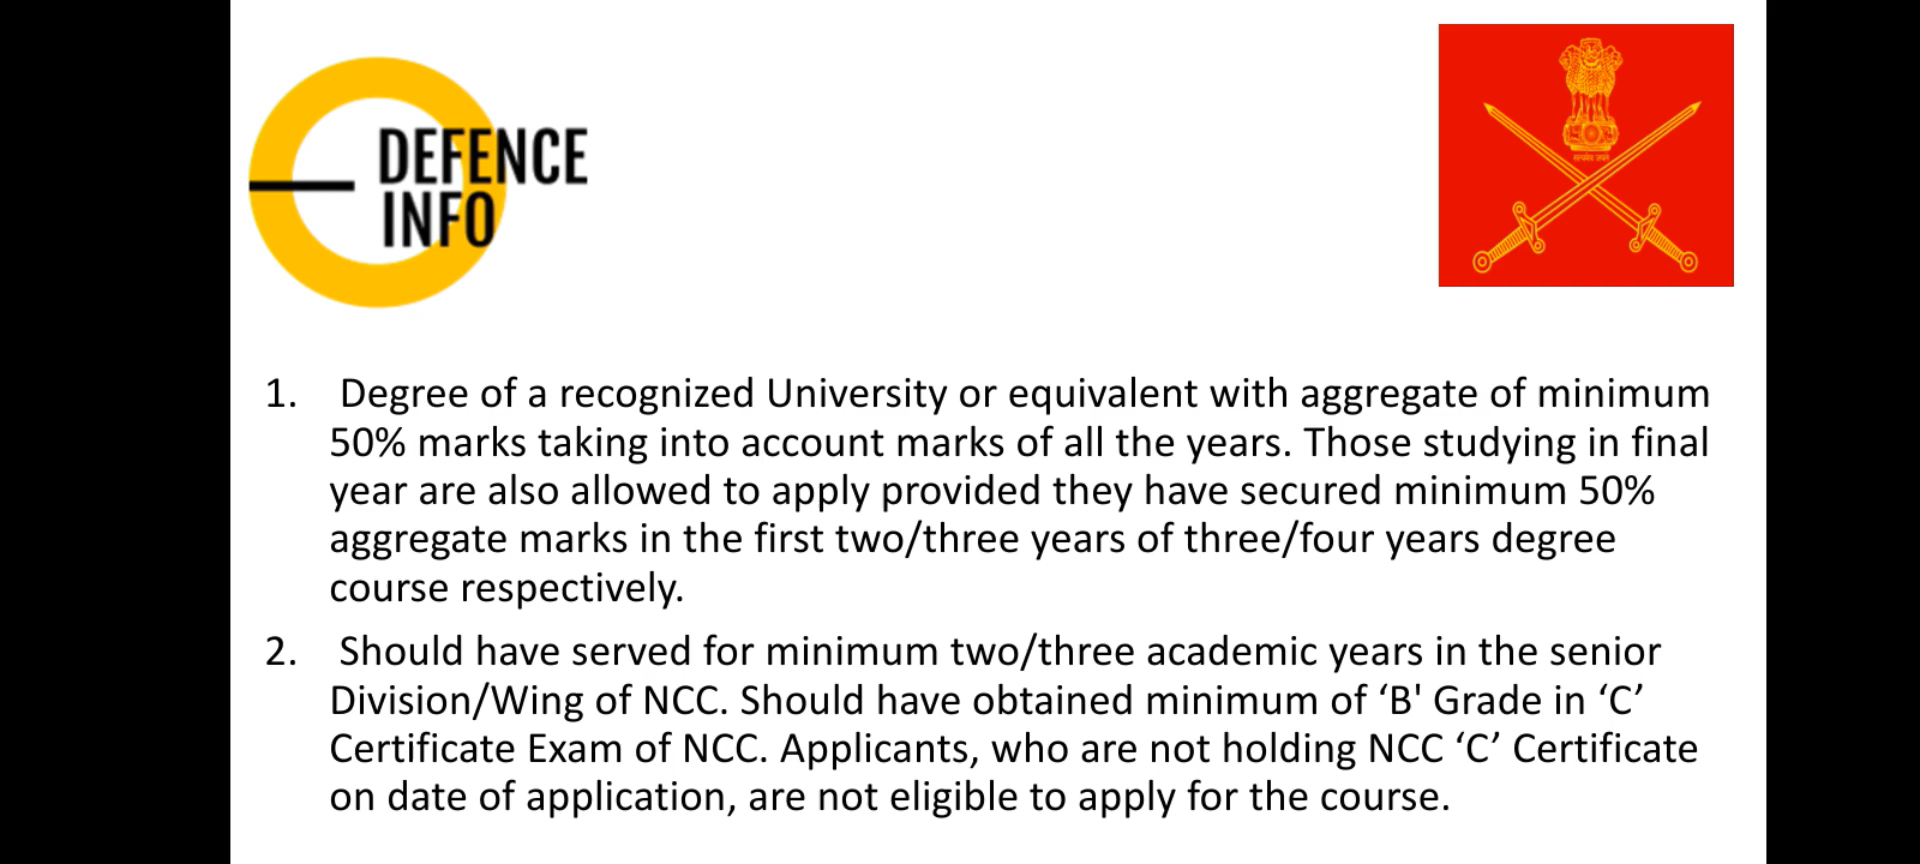 DEFENCE
INFO
सत्यमेव जयते
1. Degree of a recognized University or equivalent with aggregate of minimum
50% marks taking into account marks of all the years. Those studying in final
year are also allowed to apply provided they have secured minimum 50%
aggregate marks in the first two/three years of three/four years degree
course respectively.
2. Should have served for minimum two/three academic years in the senior
Division/Wing of NCC. Should have obtained minimum of ‘B' Grade in ‘C’
Certificate Exam of NCC. Applicants, who are not holding NCC ‘C’ Certificate
on date of application, are not eligible to apply for the course.